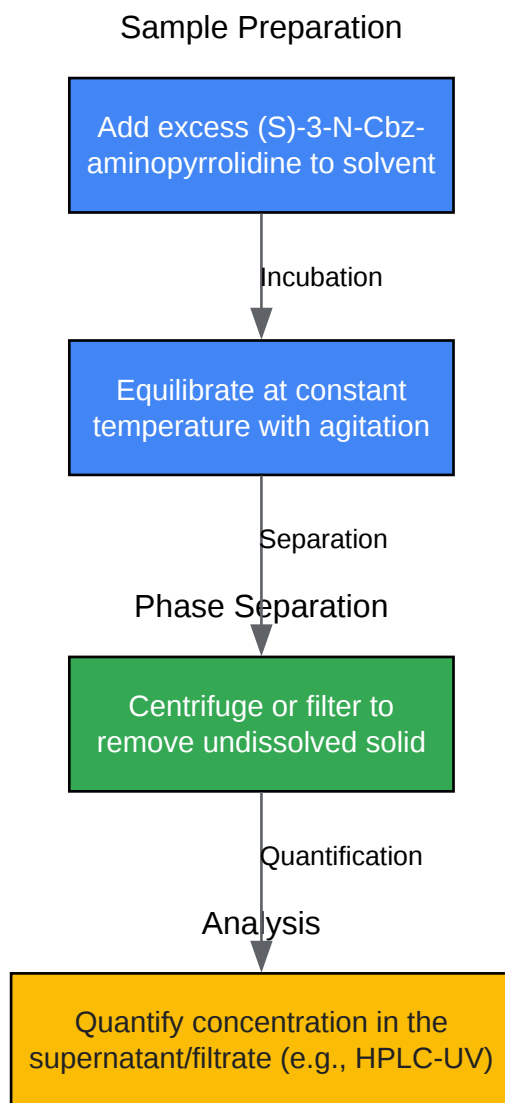 Sample Preparation
Add excess (S)-3-N-Cbz-
aminopyrrolidine to solvent
Incubation
Equilibrate at constant
temperature with agitation
Separation
Phase Separation
Centrifuge or filter to
remove undissolved solid
Quantification
Analysis
Quantify concentration in the
supernatant/filtrate (e.g., HPLC-UV)